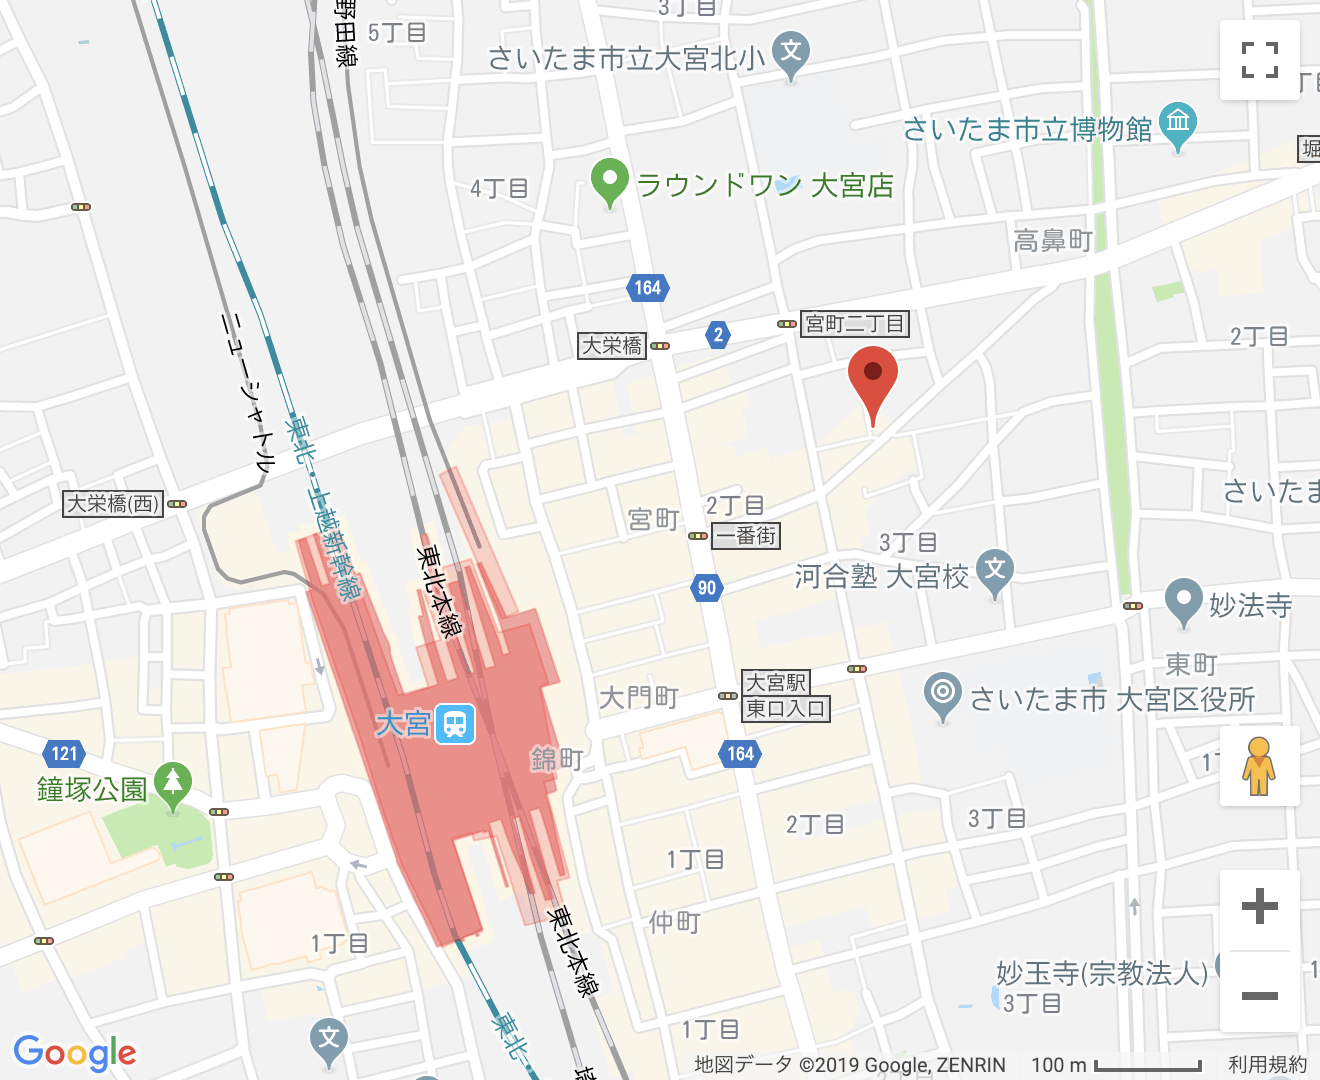 野田線
5丁目
3丁目
さいたま市立大宮北小
さいたま市立博物館
ラウンドワン 大宮店
4丁目
高鼻町
164
2
宮町二丁目
大栄橋
2丁目
ニューシャトル
東北・上越新幹線
大栄橋(西)
2丁目
宮町
一番街
さいたま
3丁目
東北本線
河合塾 大宮校
90
妙法寺
東町
大宮駅
東口入口
大門町
さいたま市 大宮区役所
大宮
錦町
121
164
鐘塚公園
2丁目
3丁目
1丁目
仲町
1丁目
東北本線
妙玉寺(宗教法人)
3丁目
1丁目
東北
Google
地図データ ©2019 Google, ZENRIN
100 m
利用規約